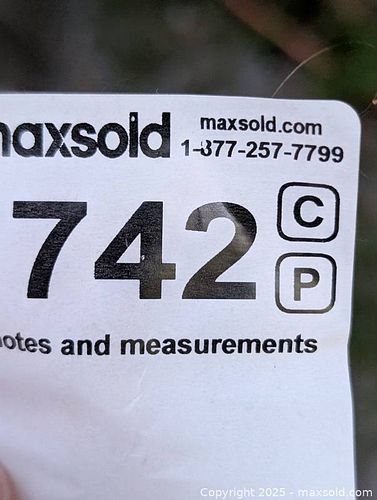 maxsold
maxsold.com
1-877-257-7799
742
C
P
notes and measurements
Copyright 2025 - maxsold.com